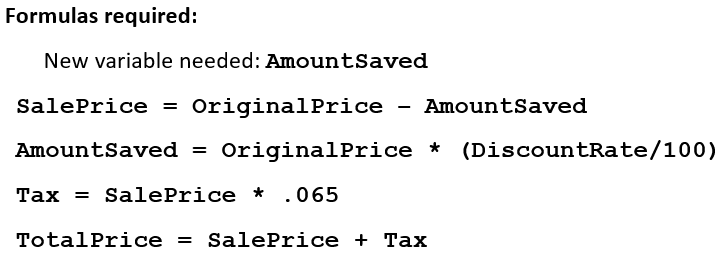 Formulas required:
New variable needed: AmountSaved
SalePrice = OriginalPrice – AmountSaved
AmountSaved = OriginalPrice * (DiscountRate/100)
Tax = SalePrice * .065
TotalPrice = SalePrice + Tax